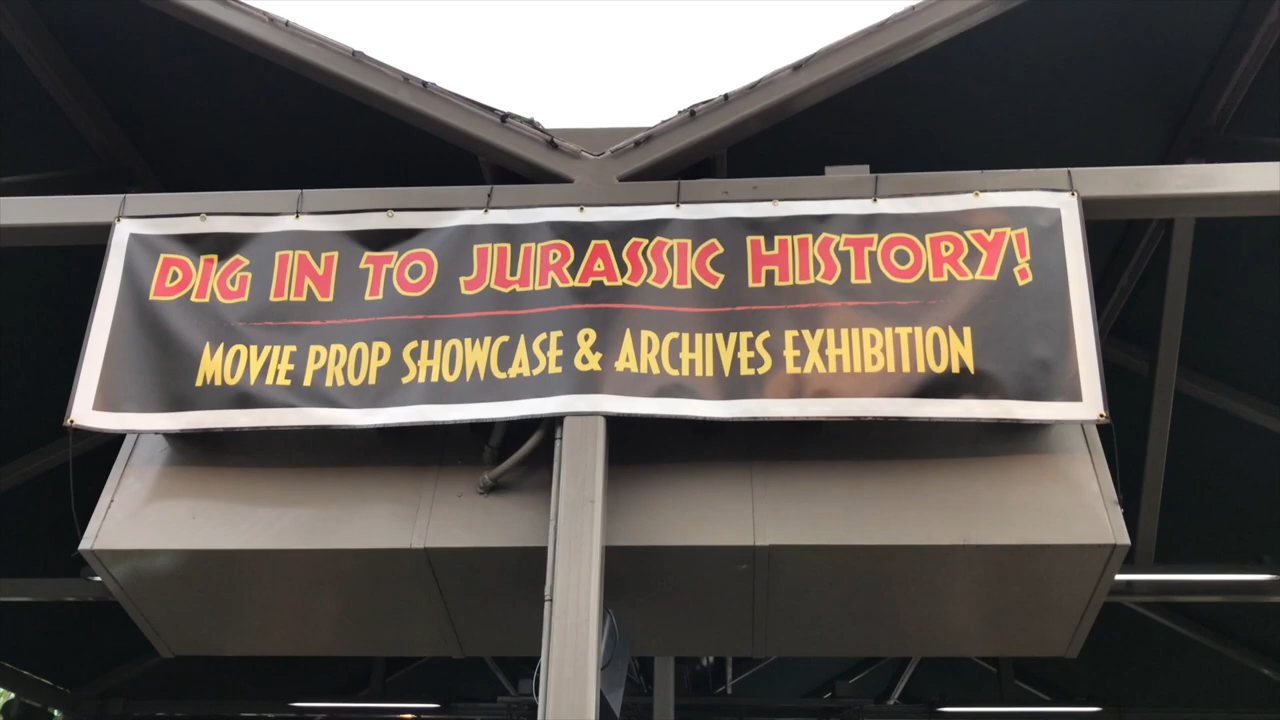 DIG IN TO JURASSIC HISTORY!
MOVIE PROP SHOWCASE & ARCHIVES EXHIBITION